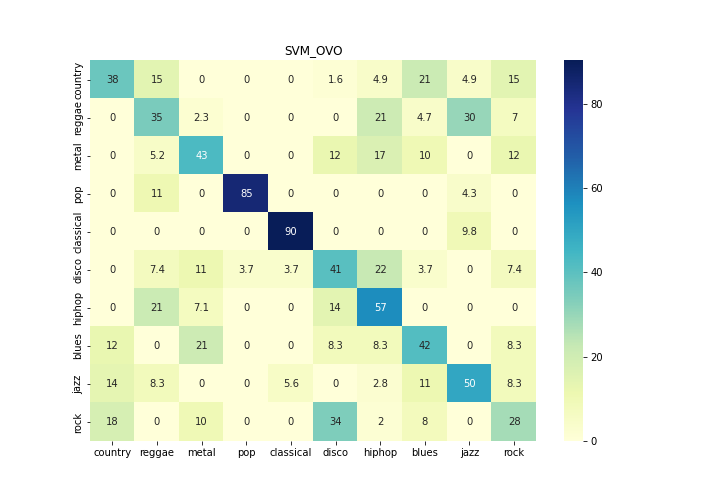 SVM_OVO
country 38 15 0 0 0 1.6 4.9 21 4.9 15
reggae 0 35 2.3 0 0 0 21 4.7 30 7
metal 0 5.2 43 0 0 12 17 10 0 12
pop 0 11 0 85 0 0 0 0 4.3 0
classical 0 0 0 0 90 0 0 0 9.8 0
disco 0 7.4 11 3.7 3.7 41 22 3.7 0 7.4
hiphop 0 21 7.1 0 0 14 57 0 0 0
blues 12 0 21 0 0 8.3 8.3 42 0 8.3
jazz 14 8.3 0 0 5.6 0 2.8 11 50 8.3
rock 18 0 10 0 0 34 2 8 0 28
country reggae metal pop classical disco hiphop blues jazz rock
80
60
40
20
0